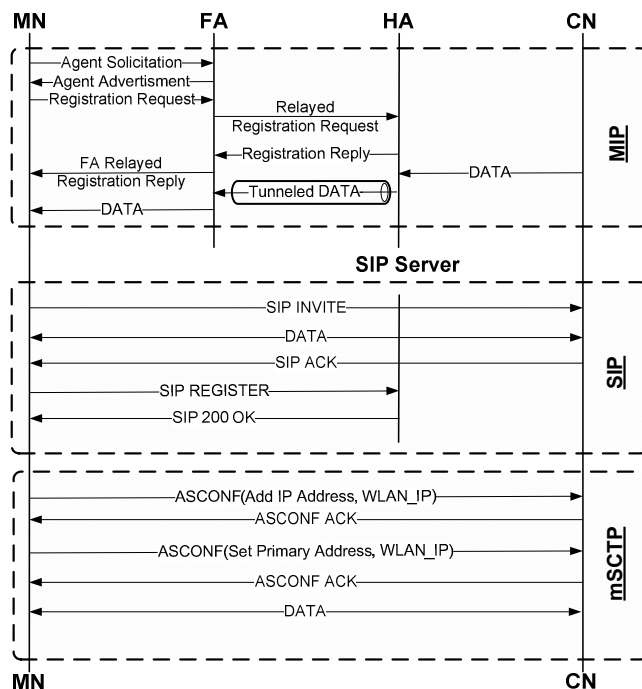 MN FA HA CN
Agent Solicitation
Agent Advertisment
Registration Request
Relayed
Registration Request
Registration Reply
FA Relayed
Registration Reply
DATA
Tunneled DATA
DATA
MIP
SIP Server
SIP INVITE
DATA
SIP ACK
SIP REGISTER
SIP 200 OK
SIP
ASCONF(Add IP Address, WLAN_IP)
ASCONF ACK
ASCONF(Set Primary Address, WLAN_IP)
ASCONF ACK
DATA
mSCTP
MN CN